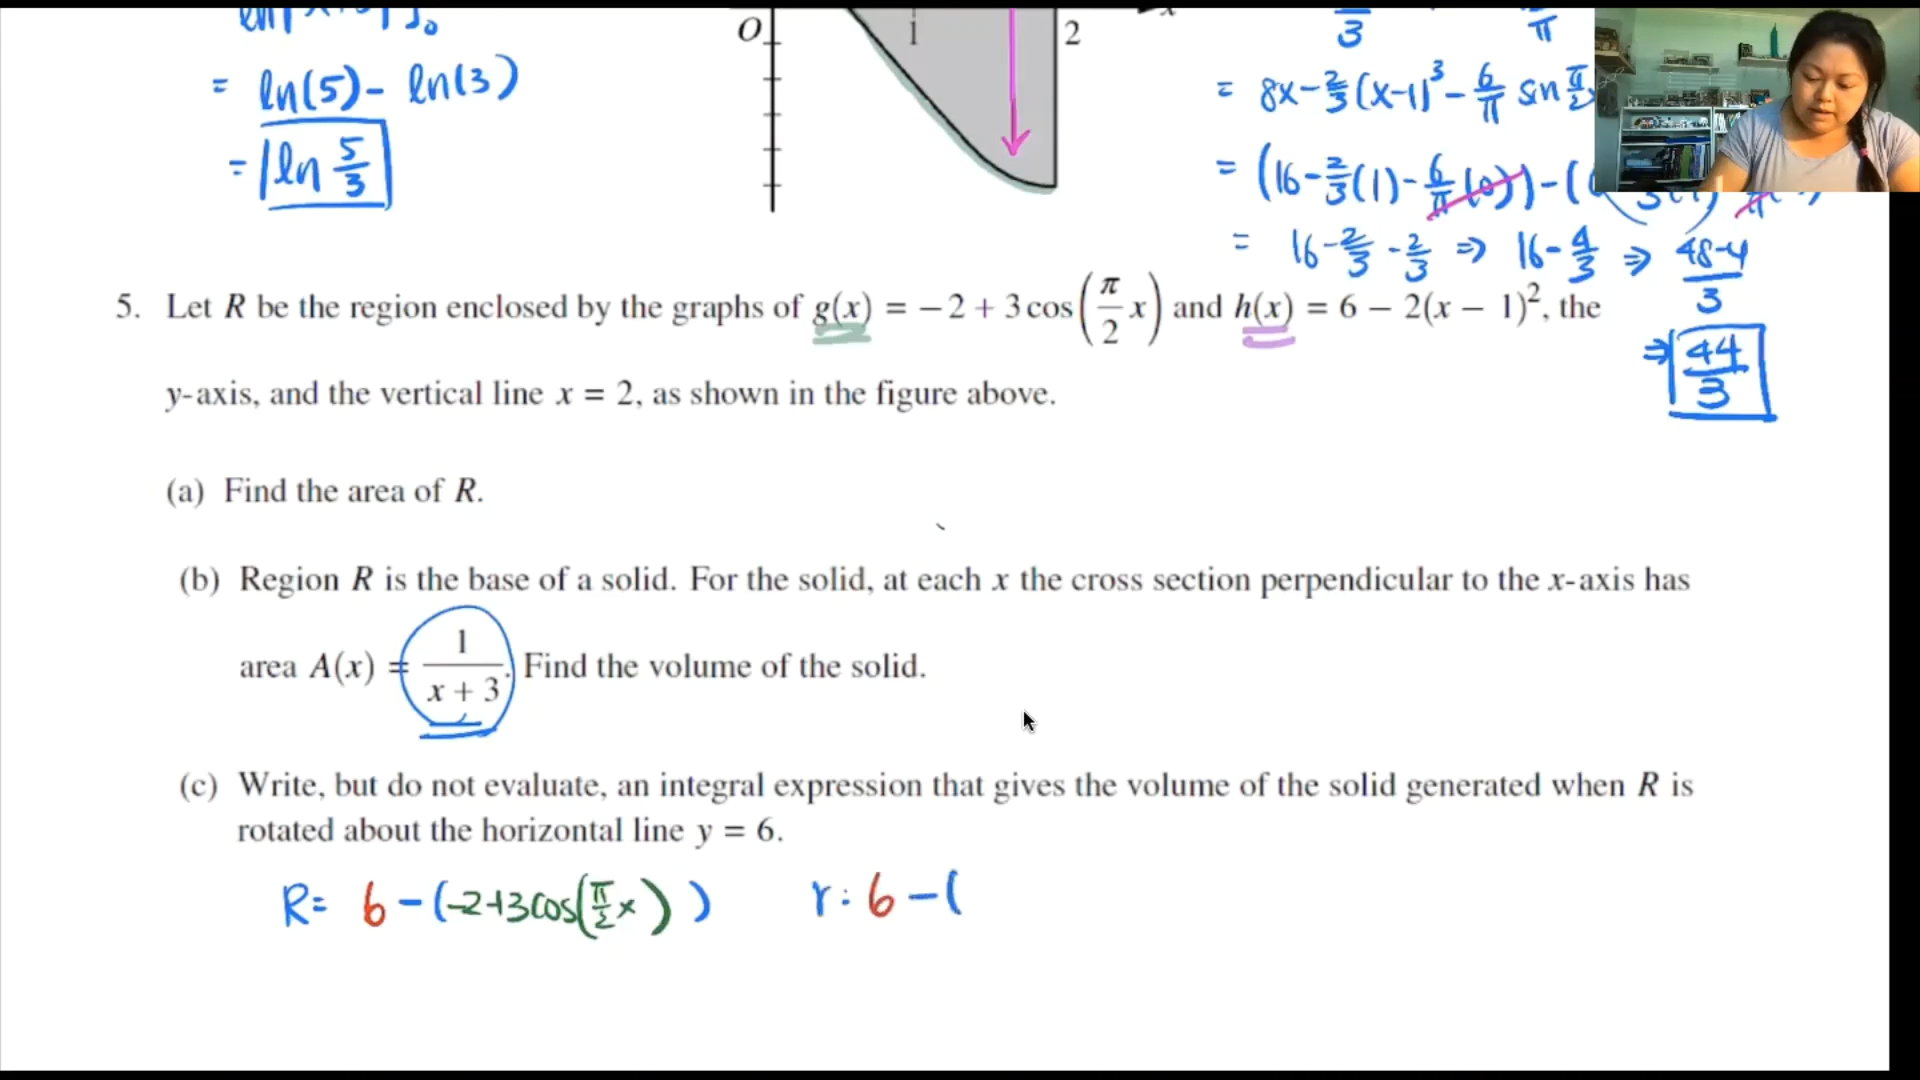 O 1 2
= ln(5) - ln(3)
= ln 5/3
3 π
= 8x - 2/3 (x-1)³ - 6/π sin π/2
= (16 - 2/3 (1) - 6/π (0)) - (
= 16 - 2/3 - 2/3 ⇒ 16 - 4/3 ⇒ 48-4/3
⇒ 44/3
5. Let R be the region enclosed by the graphs of g(x) = −2 + 3 cos(π/2 x) and h(x) = 6 − 2(x − 1)², the
y-axis, and the vertical line x = 2, as shown in the figure above.
(a) Find the area of R.
(b) Region R is the base of a solid. For the solid, at each x the cross section perpendicular to the x-axis has
area A(x) = 1/(x + 3). Find the volume of the solid.
(c) Write, but do not evaluate, an integral expression that gives the volume of the solid generated when R is
rotated about the horizontal line y = 6.
R= 6 - (-2+3cos(π/2 x)) r: 6 - (